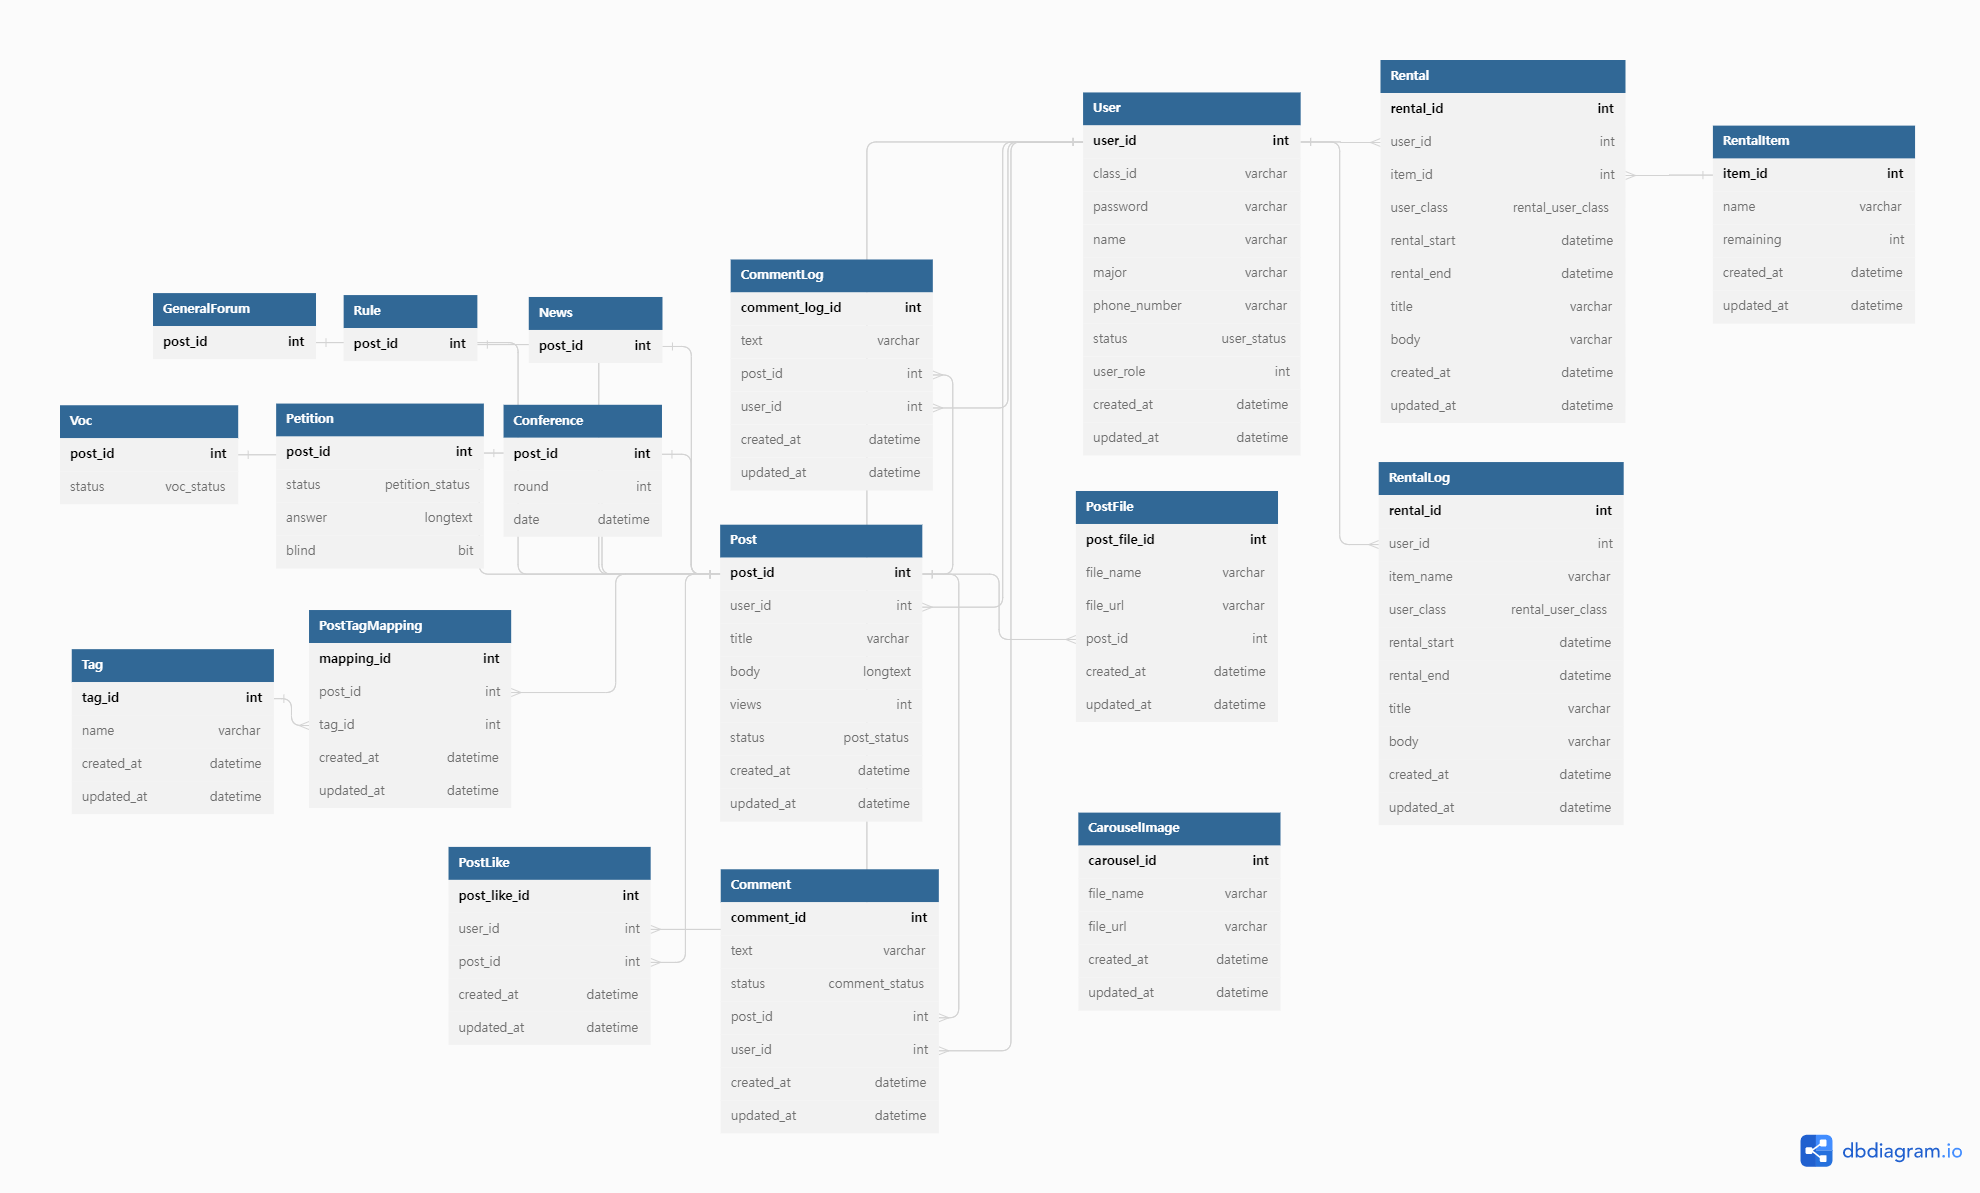 Rental
rental_id int
user_id int
item_id int
user_class rental_user_class
rental_start datetime
rental_end datetime
title varchar
body varchar
created_at datetime
updated_at datetime
User
user_id int
class_id varchar
password varchar
name varchar
major varchar
phone_number varchar
status user_status
user_role int
created_at datetime
updated_at datetime
RentalItem
item_id int
name varchar
remaining int
created_at datetime
updated_at datetime
CommentLog
comment_log_id int
text varchar
post_id int
user_id int
created_at datetime
updated_at datetime
GeneralForum
post_id int
Rule
post_id int
News
post_id int
Voc
post_id int
status voc_status
Petition
post_id int
status petition_status
answer longtext
blind bit
Conference
post_id int
round int
date datetime
RentalLog
rental_id int
user_id int
item_name varchar
user_class rental_user_class
rental_start datetime
rental_end datetime
title varchar
body varchar
created_at datetime
updated_at datetime
PostFile
post_file_id int
file_name varchar
file_url varchar
post_id int
created_at datetime
updated_at datetime
Post
post_id int
user_id int
title varchar
body longtext
views int
status post_status
created_at datetime
updated_at datetime
PostTagMapping
mapping_id int
post_id int
tag_id int
created_at datetime
updated_at datetime
Tag
tag_id int
name varchar
created_at datetime
updated_at datetime
CarouselImage
carousel_id int
file_name varchar
file_url varchar
created_at datetime
updated_at datetime
PostLike
post_like_id int
user_id int
post_id int
created_at datetime
updated_at datetime
Comment
comment_id int
text varchar
status comment_status
post_id int
user_id int
created_at datetime
updated_at datetime
dbdiagram.io